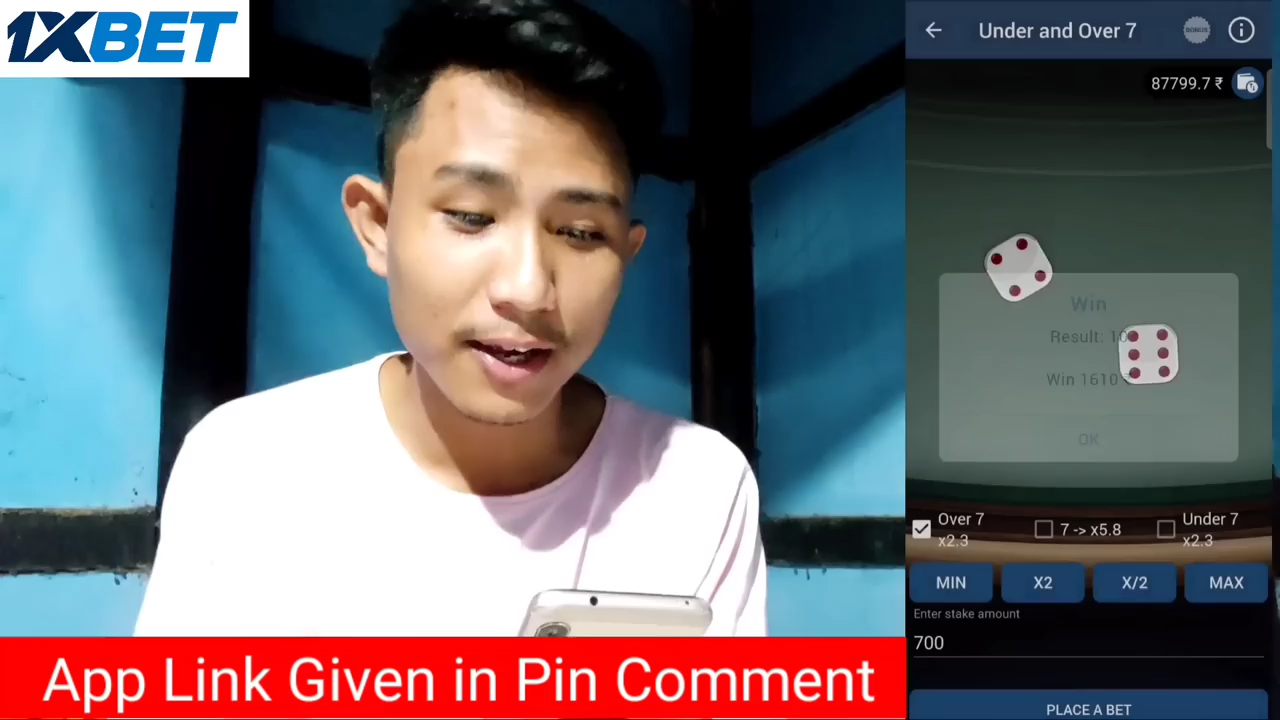 1XBET
Under and Over 7
BONUS
87799.7 ₹
Win
Result: 10
Win 1610 ₹
OK
Over 7
x2.3
7 -> x5.8
Under 7
x2.3
MIN
X2
X/2
MAX
Enter stake amount
700
PLACE A BET
App Link Given in Pin Comment